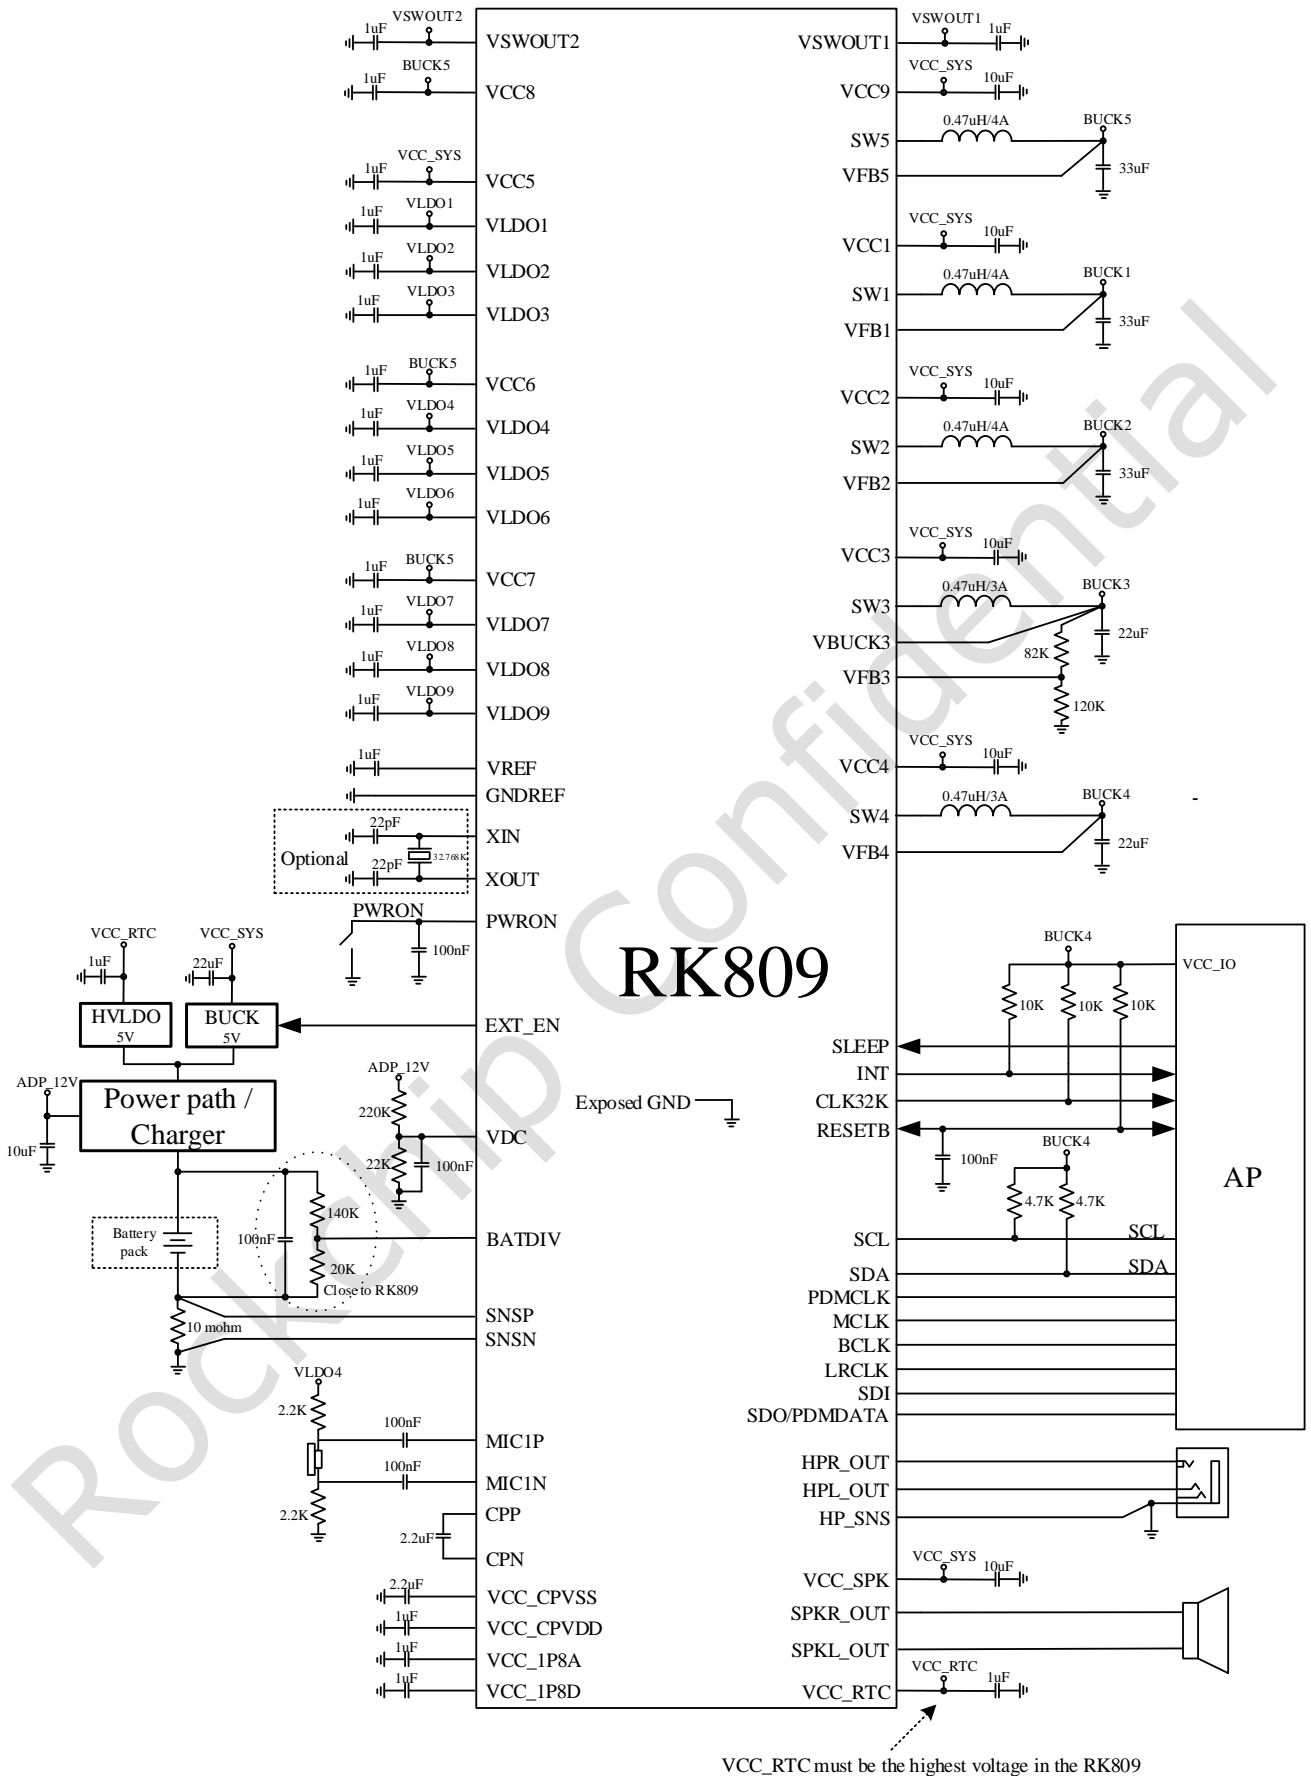 VSWOUT2
1uF
VSWOUT2
BUCK5
1uF
VCC8
VCC_SYS
1uF
VCC5
VLDO1
1uF
VLDO1
VLDO2
1uF
VLDO2
VLDO3
1uF
VLDO3
BUCK5
1uF
VCC6
VLDO4
1uF
VLDO4
VLDO5
1uF
VLDO5
VLDO6
1uF
VLDO6
BUCK5
1uF
VCC7
VLDO7
1uF
VLDO7
VLDO8
1uF
VLDO8
VLDO9
1uF
VLDO9
1uF
VREF
GNDREF
22pF
XIN
Optional
32.768K
22pF
XOUT
PWRON
PWRON
100nF
VCC_RTC
VCC_SYS
1uF
22uF
HVLDO
5V
BUCK
5V
EXT_EN
ADP_12V
Power path /
Charger
10uF
ADP_12V
220K
VDC
22K
100nF
Battery
pack
140K
100nF
BATDIV
20K
Close to RK809
SNSP
10 mohm
SNSN
VLDO4
2.2K
100nF
MIC1P
100nF
MIC1N
2.2K
CPP
2.2uF
CPN
2.2uF
VCC_CPVSS
1uF
VCC_CPVDD
1uF
VCC_1P8A
1uF
VCC_1P8D
RK809
Exposed GND
VSWOUT1
VSWOUT1
1uF
VCC_SYS
VCC9
10uF
SW5
0.47uH/4A
BUCK5
VFB5
33uF
VCC_SYS
VCC1
10uF
SW1
0.47uH/4A
BUCK1
VFB1
33uF
VCC_SYS
VCC2
10uF
SW2
0.47uH/4A
BUCK2
VFB2
33uF
VCC_SYS
VCC3
10uF
SW3
0.47uH/3A
BUCK3
VBUCK3
22uF
82K
VFB3
120K
VCC_SYS
VCC4
10uF
SW4
0.47uH/3A
BUCK4
-
VFB4
22uF
BUCK4
VCC_IO
10K
10K
10K
SLEEP
INT
CLK32K
RESETB
100nF
BUCK4
4.7K
4.7K
AP
SCL
SCL
SDA
SDA
PDMCLK
MCLK
BCLK
LRCLK
SDI
SDO/PDMDATA
HPR_OUT
HPL_OUT
HP_SNS
VCC_SYS
VCC_SPK
10uF
SPKR_OUT
SPKL_OUT
VCC_RTC
VCC_RTC
1uF
VCC_RTC must be the highest voltage in the RK809
Rockchip Confidential